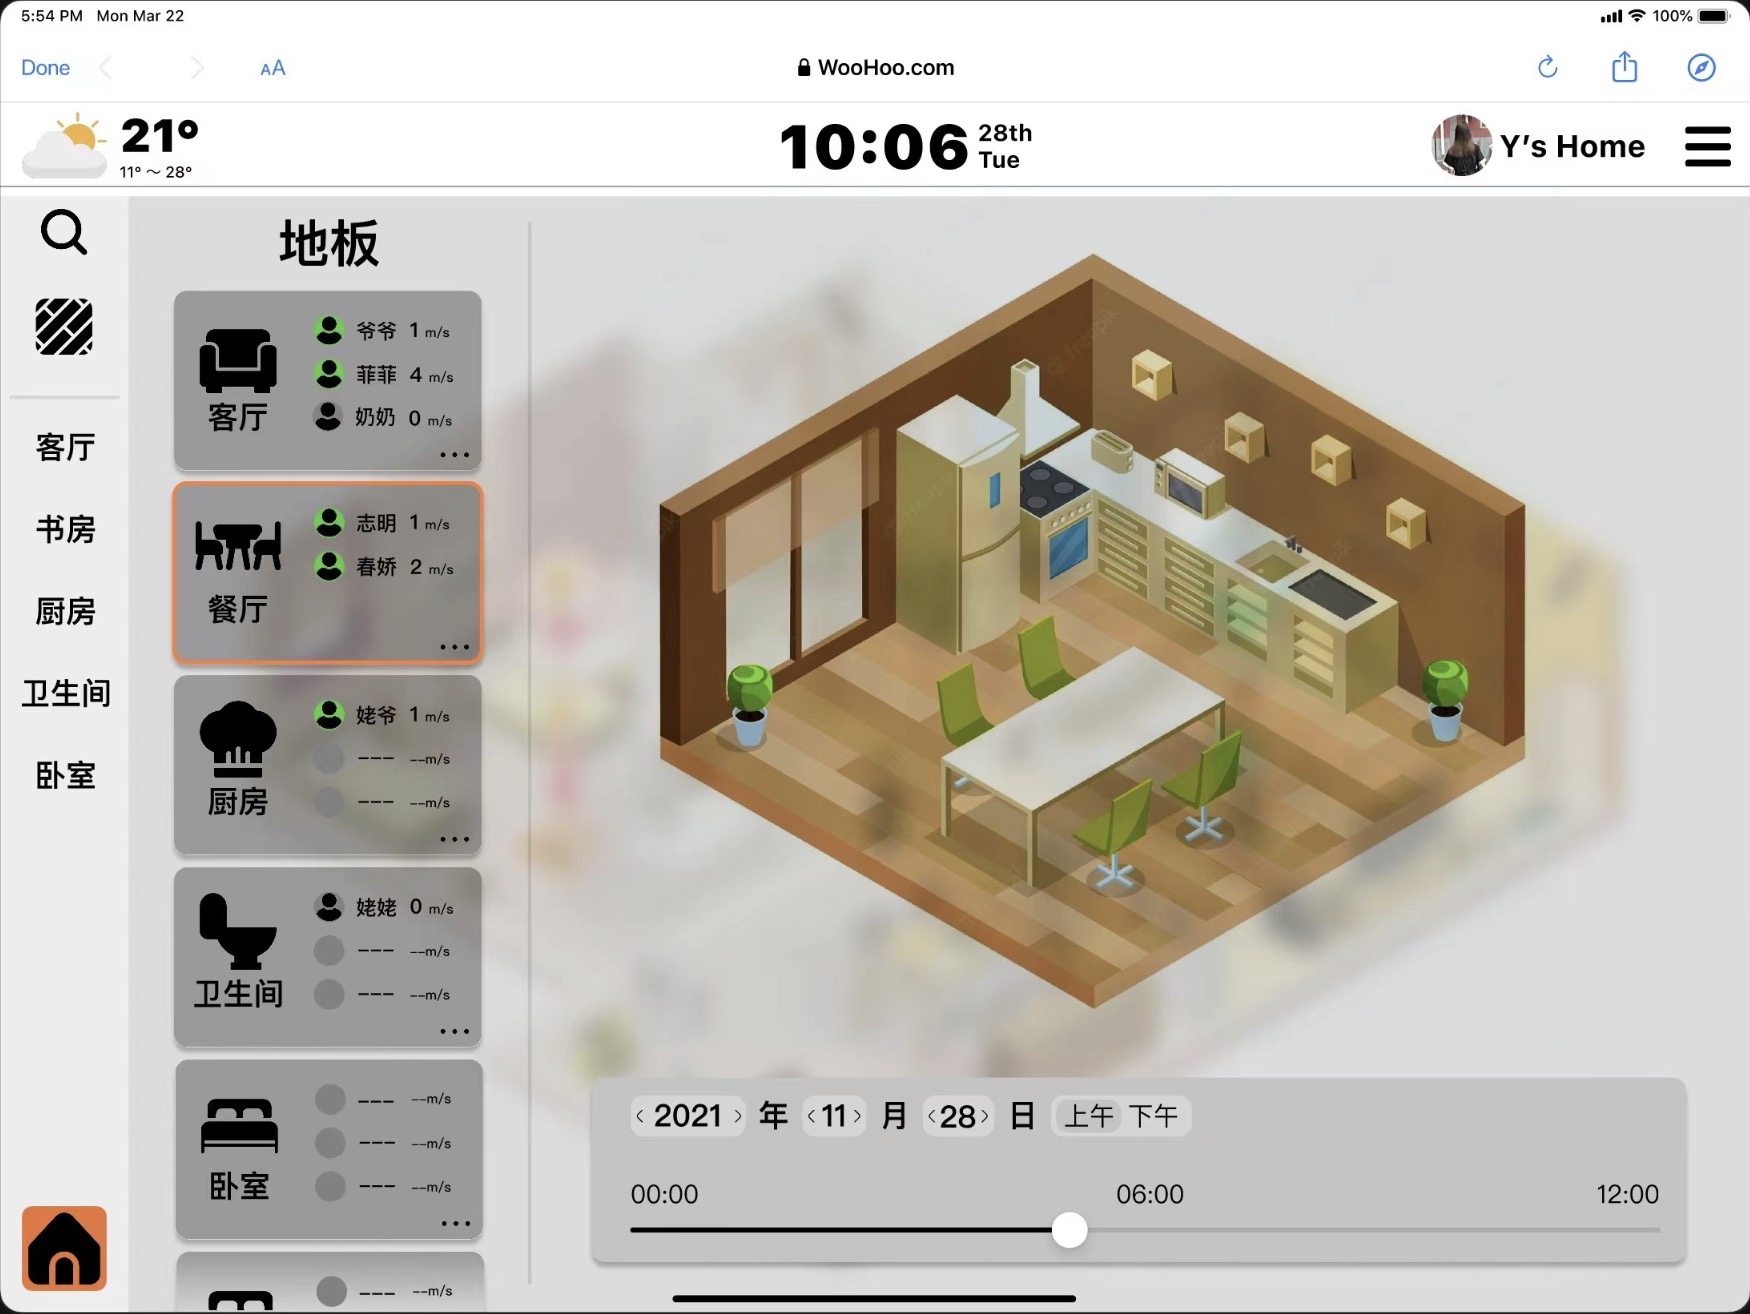 5:54 PM Mon Mar 22
100%
Done
AA
WooHoo.com
21°
11° ～ 28°
10:06
28th
Tue
Y’s Home
客厅
书房
厨房
卫生间
卧室
地板
客厅
爷爷 1 m/s
菲菲 4 m/s
奶奶 0 m/s
餐厅
志明 1 m/s
春娇 2 m/s
厨房
姥爷 1 m/s
--- --m/s
--- --m/s
卫生间
姥姥 0 m/s
--- --m/s
--- --m/s
卧室
--- --m/s
--- --m/s
--- --m/s
--- --m/s
‹ 2021 › 年 ‹ 11 › 月 ‹ 28 › 日 上午 下午
00:00 06:00 12:00